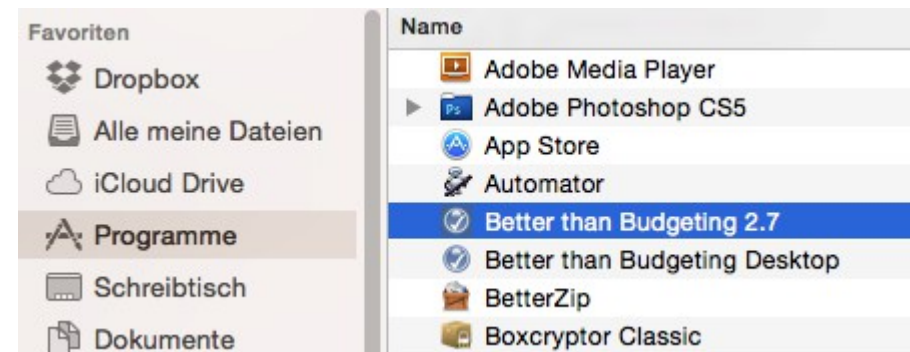 Favoriten
Dropbox
Alle meine Dateien
iCloud Drive
Programme
Schreibtisch
Dokumente
Name
Adobe Media Player
Adobe Photoshop CS5
App Store
Automator
Better than Budgeting 2.7
Better than Budgeting Desktop
BetterZip
Boxcryptor Classic